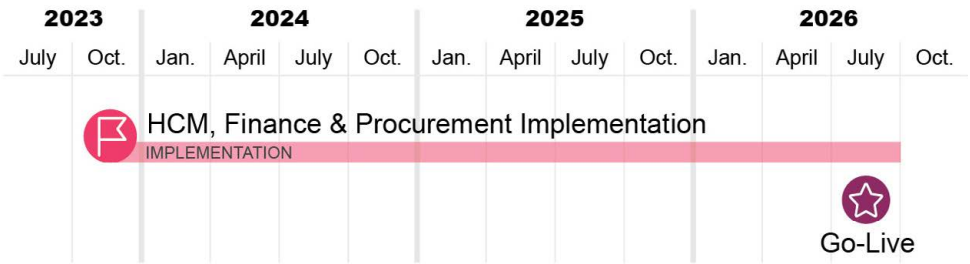 2023 2024 2025 2026
July Oct. Jan. April July Oct. Jan. April July Oct. Jan. April July Oct.
HCM, Finance & Procurement Implementation
IMPLEMENTATION
Go-Live